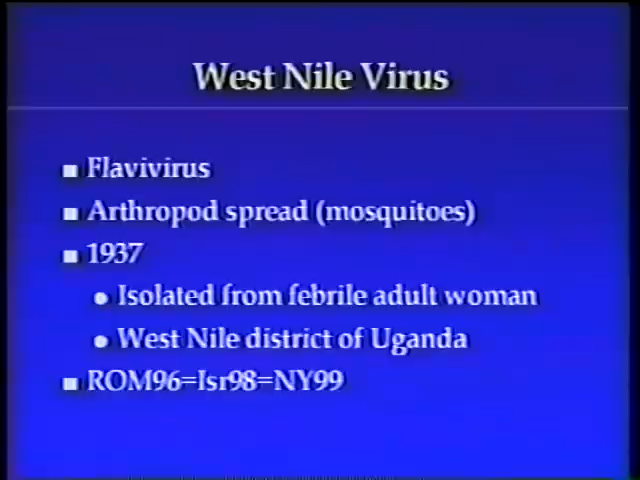 West Nile Virus
■ Flavivirus
■ Arthropod spread (mosquitoes)
■ 1937
● Isolated from febrile adult woman
● West Nile district of Uganda
■ ROM96=Isr98=NY99